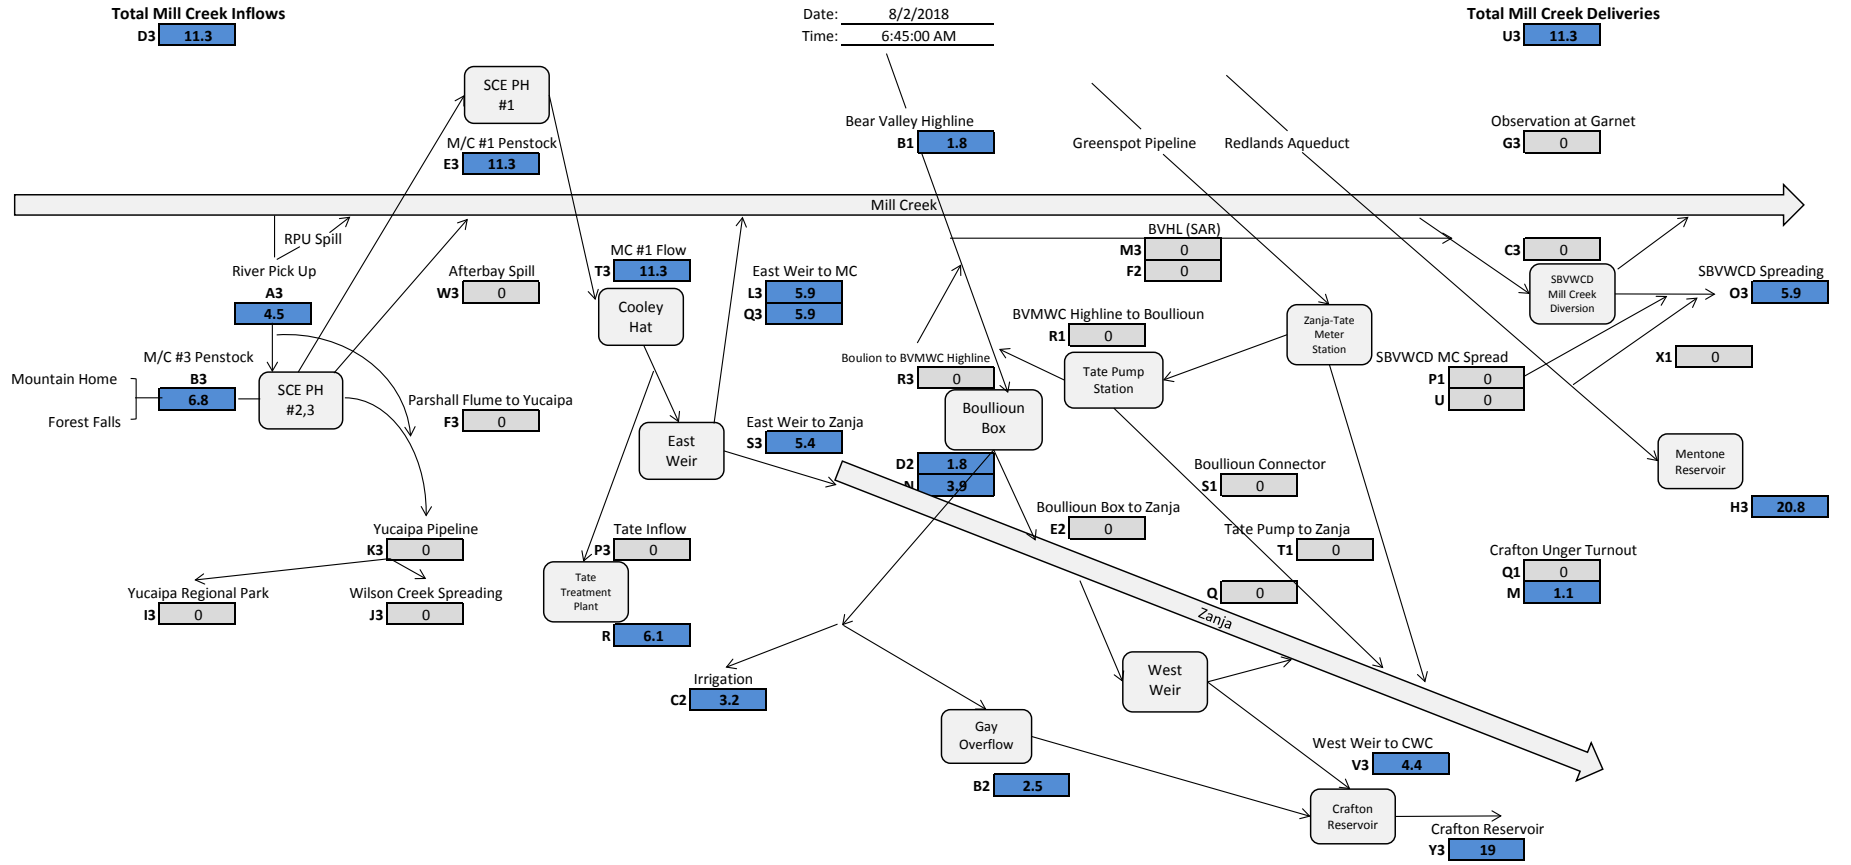 Total Mill Creek Inflows
D3 11.3
Date: 8/2/2018
Time: 6:45:00 AM
Total Mill Creek Deliveries
U3 11.3
SCE PH
#1
M/C #1 Penstock
E3 11.3
Bear Valley Highline
B1 1.8
Greenspot Pipeline
Redlands Aqueduct
Observation at Garnet
G3 0
Mill Creek
RPU Spill
River Pick Up
A3
4.5
Afterbay Spill
W3 0
MC #1 Flow
T3 11.3
Cooley
Hat
East Weir to MC
L3 5.9
Q3 5.9
BVHL (SAR)
M3 0
F2 0
C3 0
SBVWCD
Mill Creek
Diversion
SBVWCD Spreading
O3 5.9
BVMWC Highline to Boullioun
R1 0
Zanja-Tate
Meter
Station
M/C #3 Penstock
B3 6.8
Mountain Home
Forest Falls
SCE PH
#2,3
Boulion to BVMWC Highline
R3 0
Tate Pump
Station
SBVWCD MC Spread
P1 0
U 0
X1 0
Parshall Flume to Yucaipa
F3 0
East
Weir
East Weir to Zanja
S3 5.4
Boullioun
Box
D2 1.8
N 3.9
Boullioun Connector
S1 0
Mentone
Reservoir
H3 20.8
Yucaipa Pipeline
K3 0
Tate Inflow
P3 0
Boullioun Box to Zanja
E2 0
Tate Pump to Zanja
T1 0
Crafton Unger Turnout
Q1 0
M 1.1
Yucaipa Regional Park
I3 0
Wilson Creek Spreading
J3 0
Tate
Treatment
Plant
R 6.1
Q 0
Zanja
Irrigation
C2 3.2
West
Weir
Gay
Overflow
B2 2.5
West Weir to CWC
V3 4.4
Crafton
Reservoir
Crafton Reservoir
Y3 19